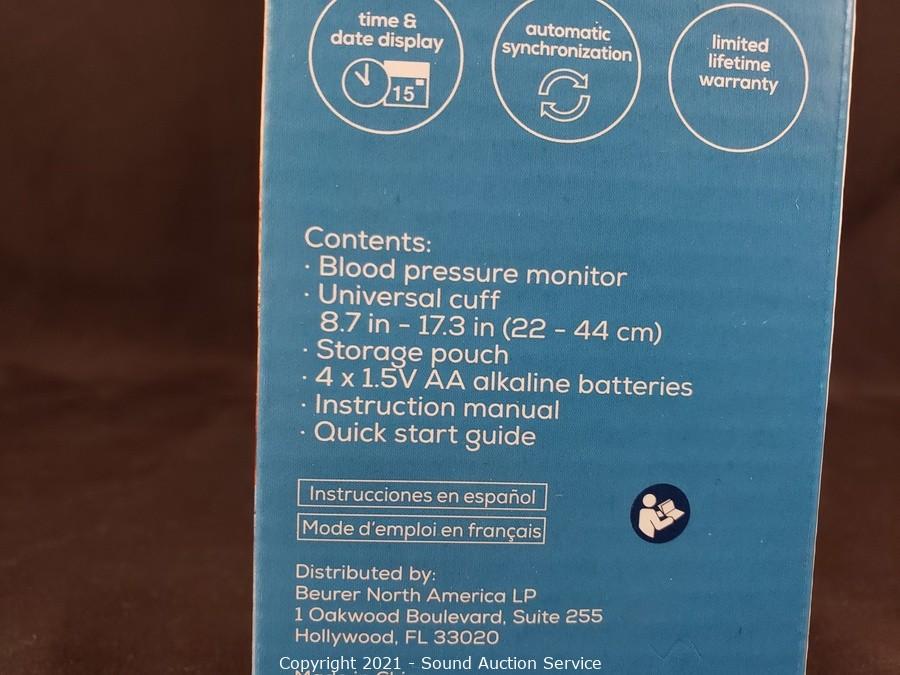 time &
date display
15
automatic
synchronization
limited
lifetime
warranty
Contents:
· Blood pressure monitor
· Universal cuff
8.7 in – 17.3 in (22 – 44 cm)
· Storage pouch
· 4 x 1.5V AA alkaline batteries
· Instruction manual
· Quick start guide
Instrucciones en español
Mode d'emploi en français
Distributed by:
Beurer North America LP
1 Oakwood Boulevard, Suite 255
Hollywood, FL 33020
Copyright 2021 - Sound Auction Service